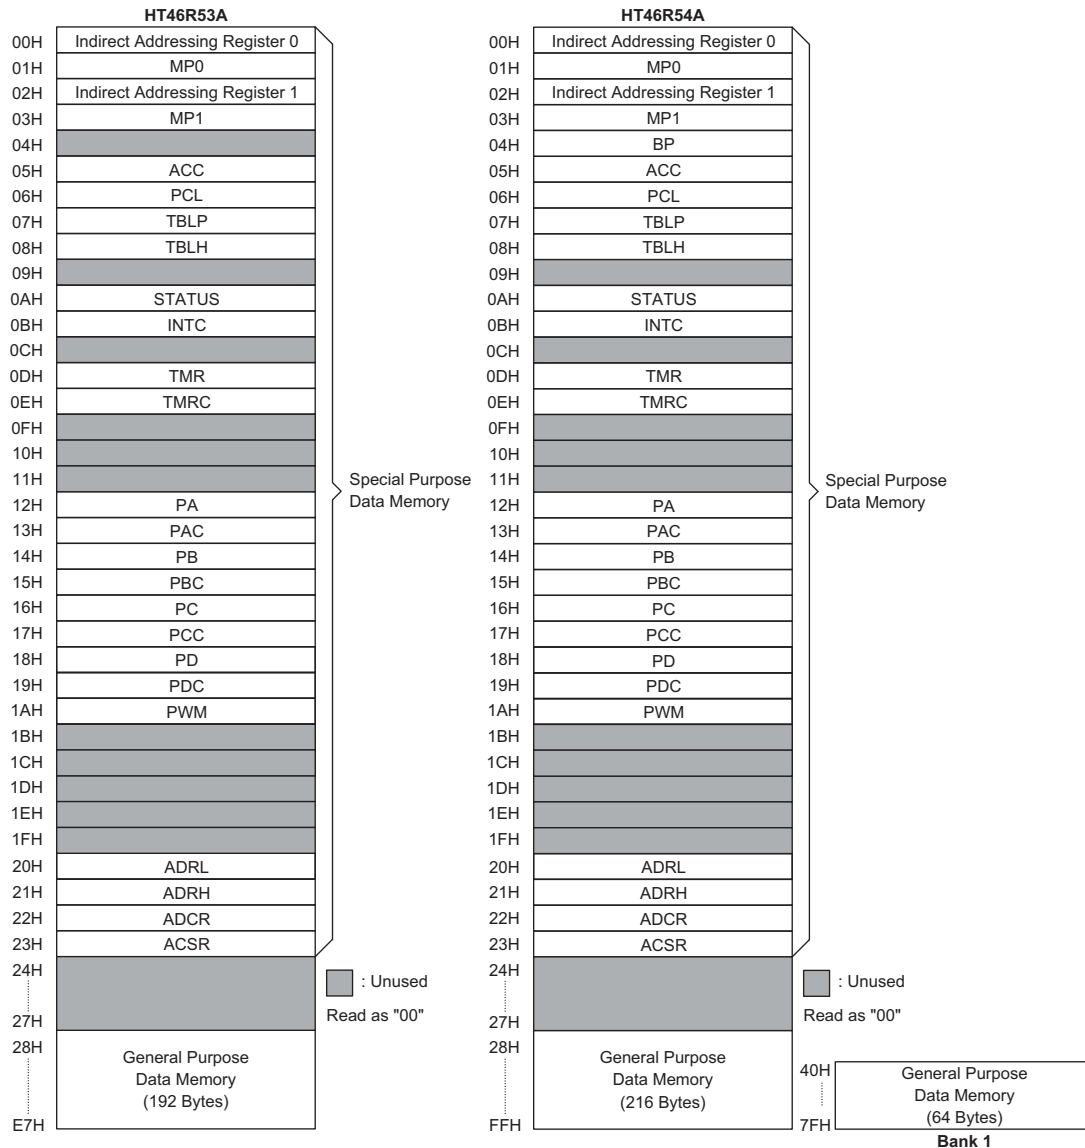 HT46R53A
00H Indirect Addressing Register 0
01H MP0
02H Indirect Addressing Register 1
03H MP1
04H
05H ACC
06H PCL
07H TBLP
08H TBLH
09H
0AH STATUS
0BH INTC
0CH
0DH TMR
0EH TMRC
0FH
10H
11H
12H PA
13H PAC
14H PB
15H PBC
16H PC
17H PCC
18H PD
19H PDC
1AH PWM
1BH
1CH
1DH
1EH
1FH
20H ADRL
21H ADRH
22H ADCR
23H ACSR
24H
27H
28H
General Purpose
Data Memory
(192 Bytes)
E7H
Special Purpose
Data Memory
: Unused
Read as "00"
HT46R54A
00H Indirect Addressing Register 0
01H MP0
02H Indirect Addressing Register 1
03H MP1
04H BP
05H ACC
06H PCL
07H TBLP
08H TBLH
09H
0AH STATUS
0BH INTC
0CH
0DH TMR
0EH TMRC
0FH
10H
11H
12H PA
13H PAC
14H PB
15H PBC
16H PC
17H PCC
18H PD
19H PDC
1AH PWM
1BH
1CH
1DH
1EH
1FH
20H ADRL
21H ADRH
22H ADCR
23H ACSR
24H
27H
28H
General Purpose
Data Memory
(216 Bytes)
FFH
Special Purpose
Data Memory
: Unused
Read as "00"
40H
General Purpose
Data Memory
(64 Bytes)
7FH
Bank 1